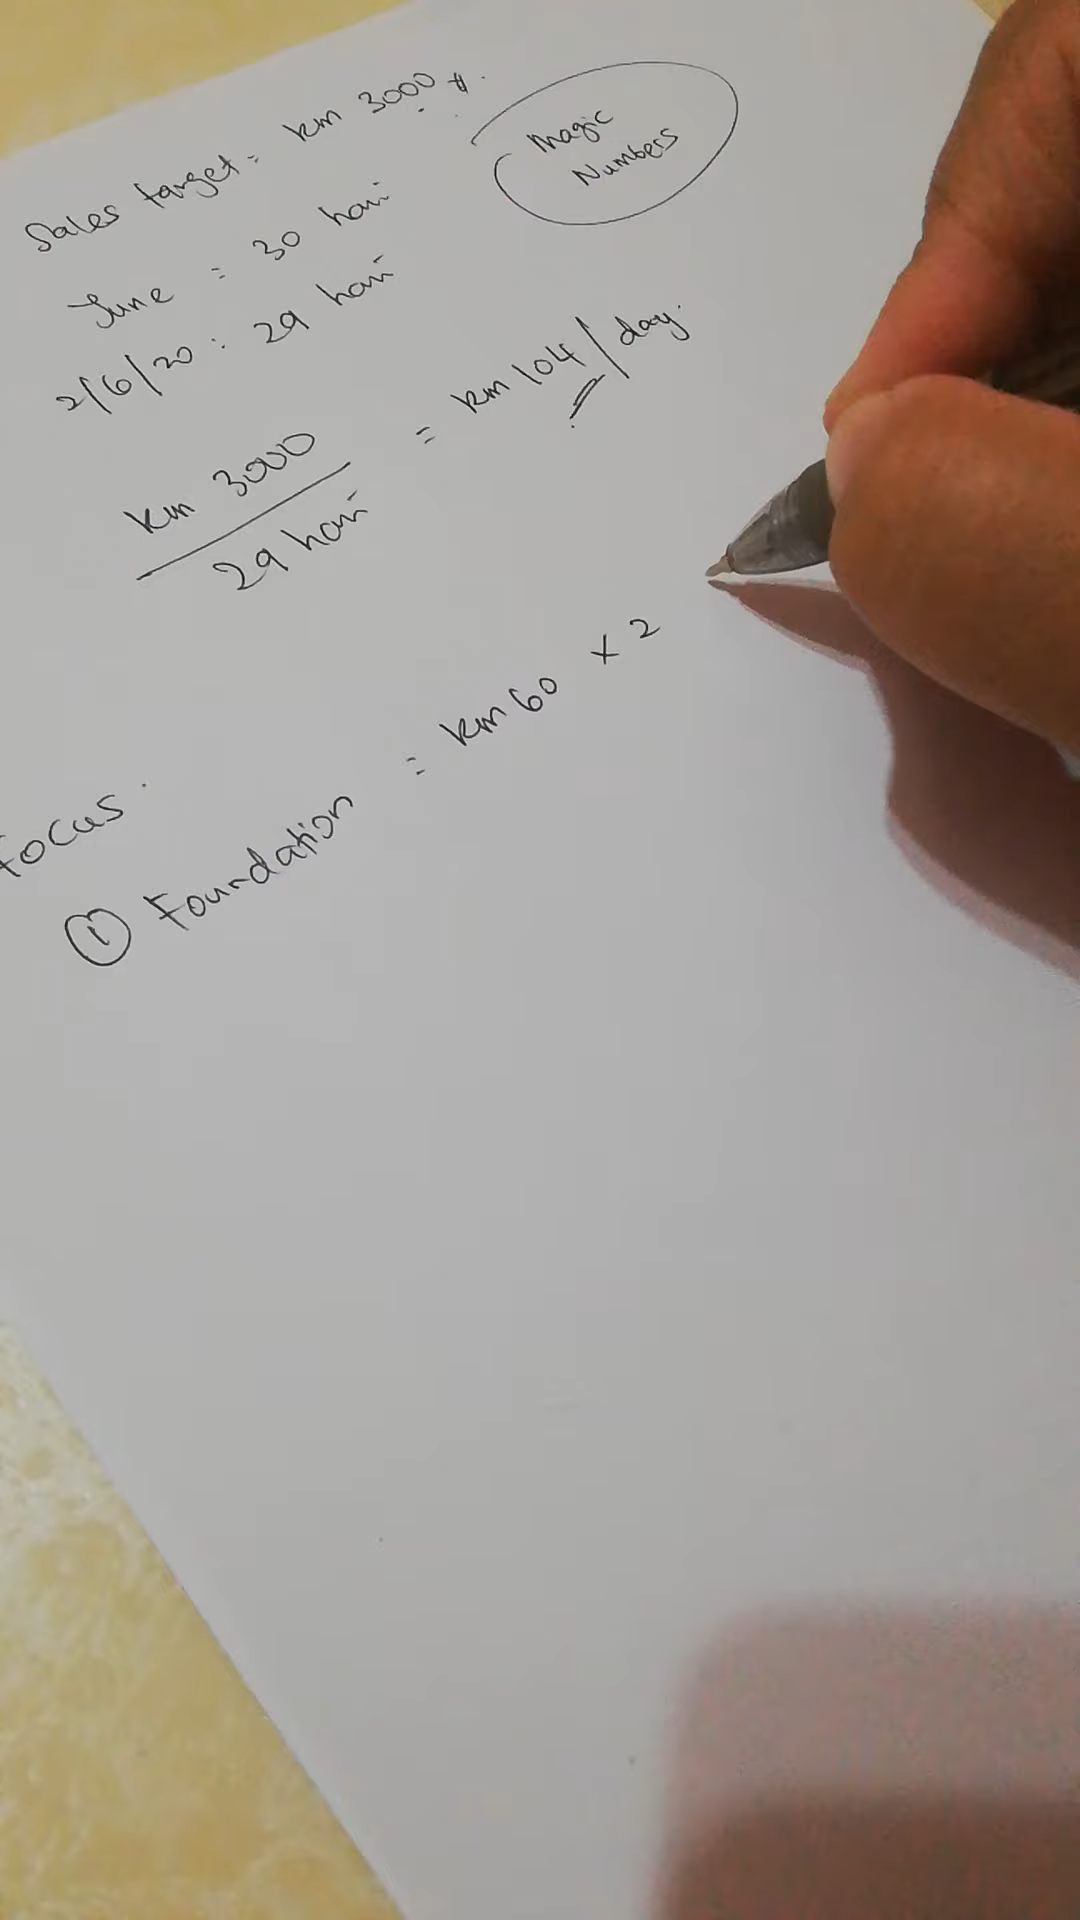 Sales target = RM 3000 #.
Magic
Numbers
June = 30 hari
2/6/20 : 29 hari
RM 3000
29 hari
= RM 104 / day.
Focus.
① Foundation = RM 60 x 2